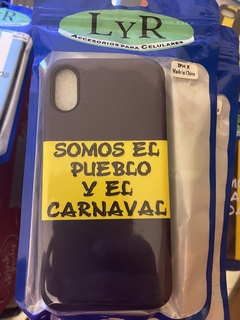 LyR
ACCESORIOS PARA CELULARES
IPH X
Made in China
SOMOS EL
PUEBLO
Y EL
CARNAVAL